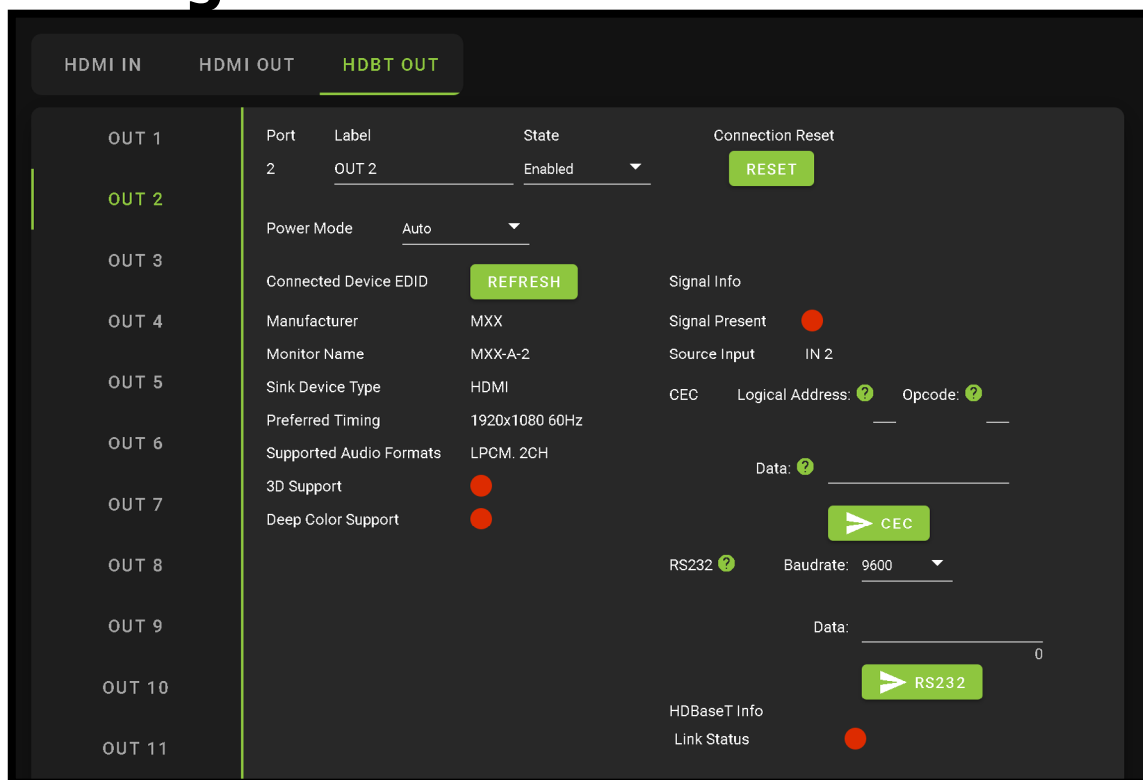 g
HDMI IN HDMI OUT HDBT OUT
OUT 1
OUT 2
OUT 3
OUT 4
OUT 5
OUT 6
OUT 7
OUT 8
OUT 9
OUT 10
OUT 11
Port Label State Connection Reset
2 OUT 2 Enabled RESET
Power Mode Auto
Connected Device EDID REFRESH
Manufacturer MXX
Monitor Name MXX-A-2
Sink Device Type HDMI
Preferred Timing 1920x1080 60Hz
Supported Audio Formats LPCM. 2CH
3D Support
Deep Color Support
Signal Info
Signal Present
Source Input IN 2
CEC Logical Address: ? Opcode: ?
Data: ?
CEC
RS232 ? Baudrate: 9600
Data:
0
RS232
HDBaseT Info
Link Status